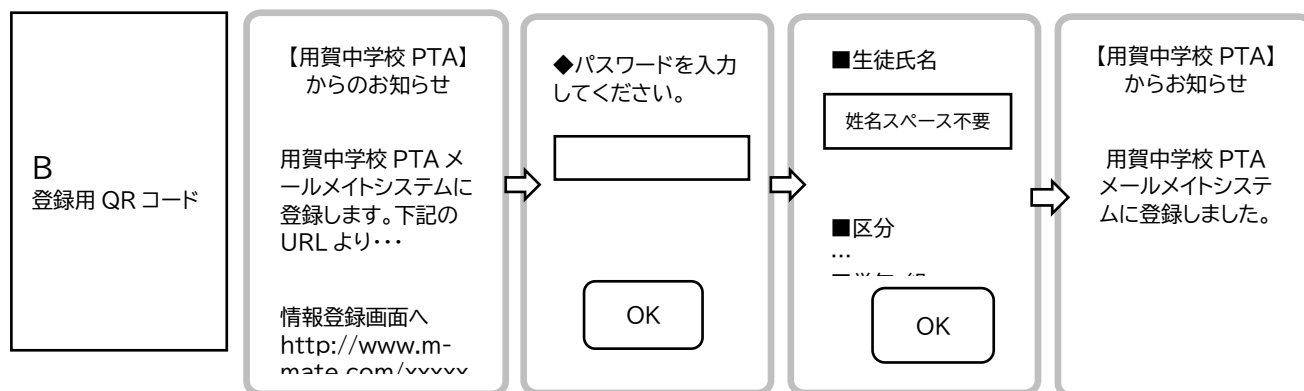 B
登録用 QR コード
【用賀中学校 PTA】
からのお知らせ
用賀中学校 PTA メ
ールメイトシステムに
登録します。下記の
URL より・・・
情報登録画面へ
http://www.m-
mate.com/xxxxx
◆パスワードを入力
してください。
OK
■生徒氏名
姓名スペース不要
■区分
…
OK
【用賀中学校 PTA】
からお知らせ
用賀中学校 PTA
メールメイトシステ
ムに登録しました。